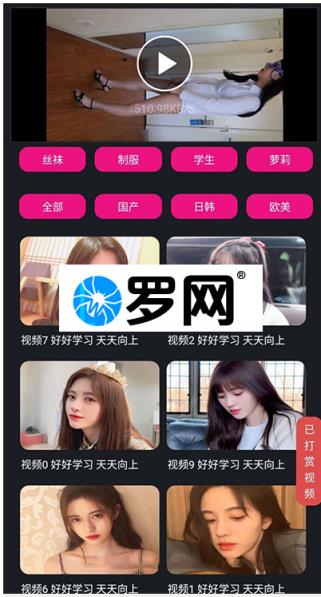 510.98KB/S
丝袜 制服 学生 萝莉
全部 国产 日韩 欧美
罗网®
视频7 好好学习 天天向上 视频2 好好学习 天天向上
视频0 好好学习 天天向上 视频9 好好学习 天天向上
已打赏视频
视频6 好好学习 天天向上 视频1 好好学习 天天向上